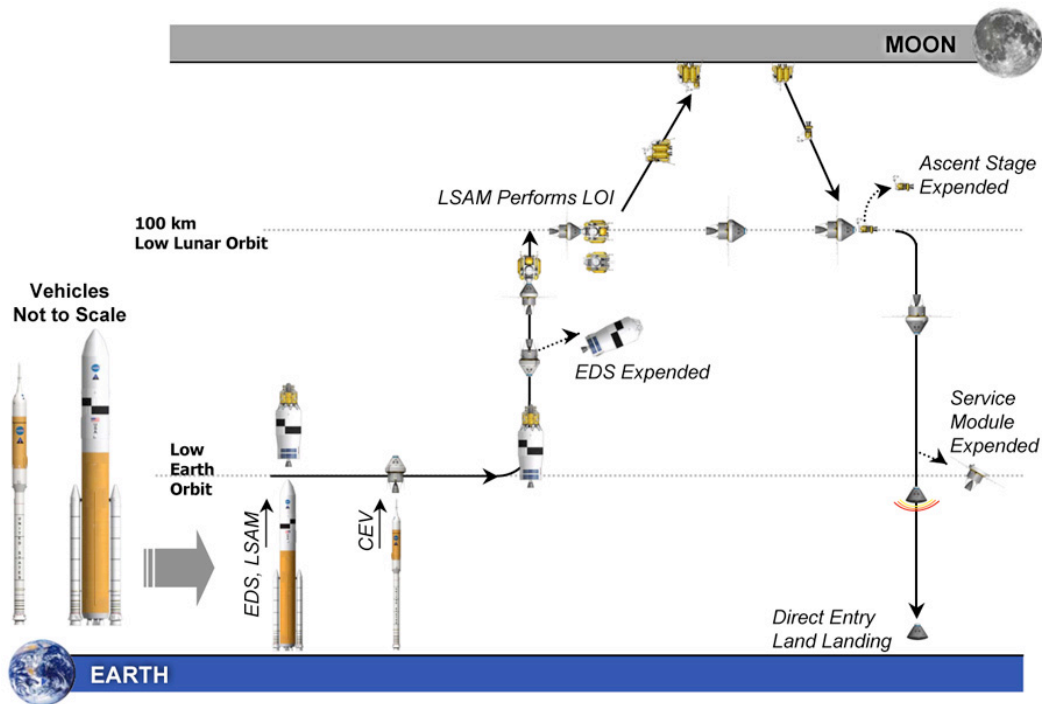 MOON
Ascent Stage
Expended
LSAM Performs LOI
100 km
Low Lunar Orbit
Vehicles
Not to Scale
EDS Expended
Service
Module
Expended
Low
Earth
Orbit
EDS, LSAM
CEV
Direct Entry
Land Landing
EARTH